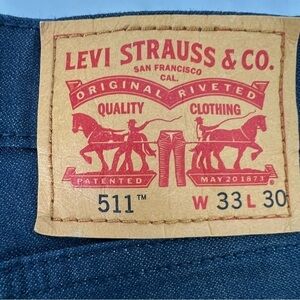 LEVI STRAUSS & CO.
SAN FRANCISCO
CAL.
ORIGINAL RIVETED
QUALITY CLOTHING
PATENTED MAY 20 1873
511™ W 33 L 30